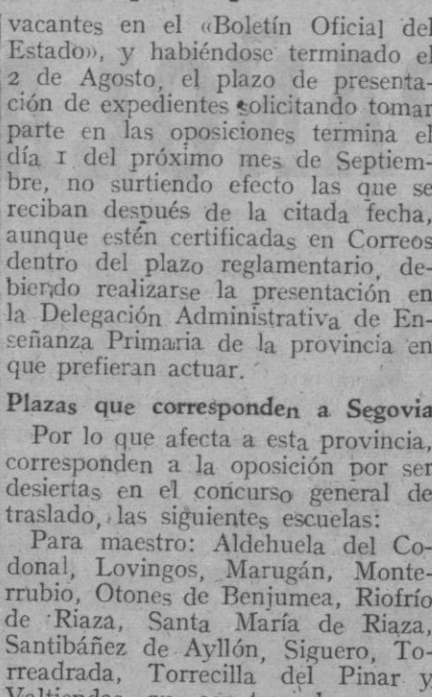 vacantes en el «Boletín Oficial del
Estado», y habiéndose terminado el
2 de Agosto, el plazo de presenta-
ción de expedientes solicitando tomar
parte en las oposiciones termina el
día 1 del próximo mes de Septiem-
bre, no surtiendo efecto las que se
reciban después de la citada fecha,
aunque estén certificadas en Correos
dentro del plazo reglamentario, de-
biendo realizarse la presentación en
la Delegación Administrativa de En-
señanza Primaria de la provincia en
que prefieran actuar.
Plazas que corresponden a Segovia
Por lo que afecta a esta provincia,
corresponden a la oposición por ser
desiertas en el concurso general de
traslado, las siguientes escuelas:
Para maestro: Aldehuela del Co-
donal, Lovingos, Marugán, Monte-
rrubio, Otones de Benjumea, Riofrío
de Riaza, Santa María de Riaza,
Santibáñez de Ayllón, Siguero, To-
rreadrada, Torrecilla del Pinar y